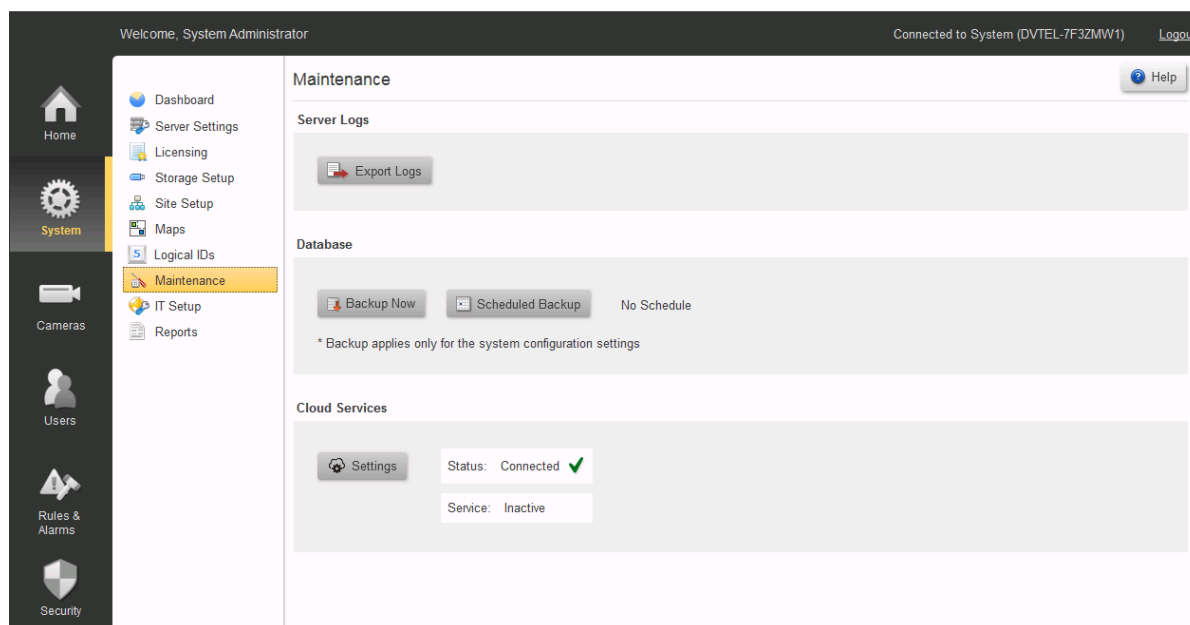 Welcome, System Administrator
Connected to System (DVTEL-7F3ZMW1)
Home
System
Cameras
Users
Rules &
Alarms
Security
Dashboard
Server Settings
Licensing
Storage Setup
Site Setup
Maps
Logical IDs
Maintenance
IT Setup
Reports
Maintenance
Help
Server Logs
Export Logs
Database
Backup Now
Scheduled Backup
No Schedule
* Backup applies only for the system configuration settings
Cloud Services
Settings
Status: Connected
Service: Inactive